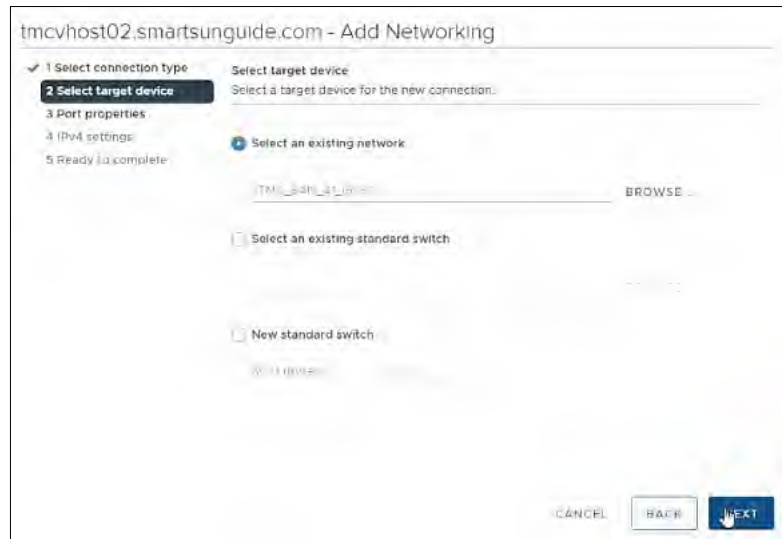 tmcvhost02.smartsunguide.com - Add Networking
1 Select connection type
2 Select target device
3 Port properties
4 IPv4 settings
5 Ready to complete
Select target device
Select a target device for the new connection.
Select an existing network
BROWSE ...
Select an existing standard switch
New standard switch
CANCEL
BACK
NEXT